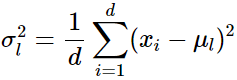 σ_l^2 = \frac{1}{d} \sum_{i=1}^{d} (x_i − μ_l)^2